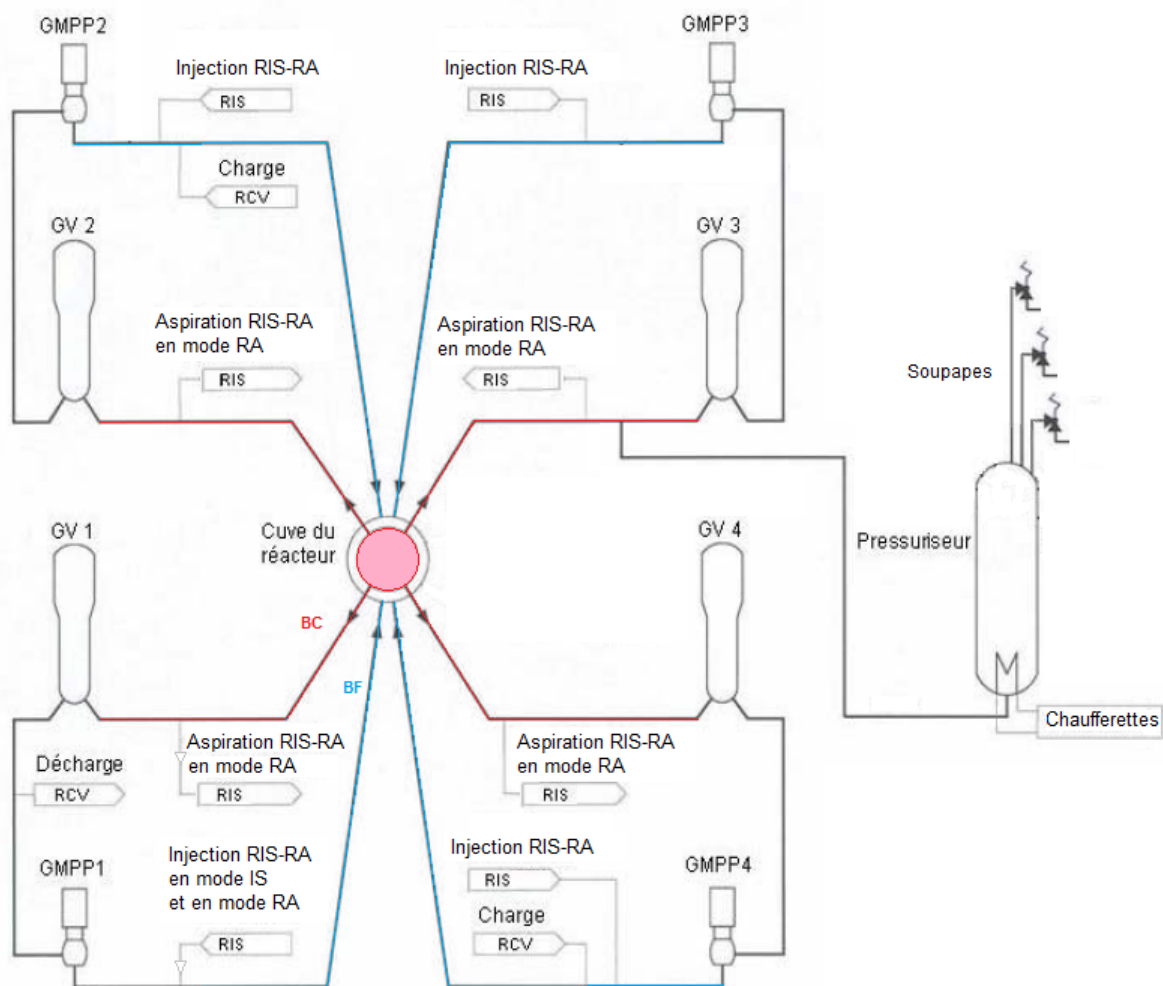 GMPP2
GMPP3
Injection RIS-RA
Injection RIS-RA
RIS
RIS
Charge
RCV
GV 2
GV 3
Aspiration RIS-RA
en mode RA
Aspiration RIS-RA
en mode RA
RIS
RIS
Soupapes
GV 1
Cuve du
réacteur
GV 4
Pressuriseur
BC
BF
Chaufferettes
Aspiration RIS-RA
en mode RA
Aspiration RIS-RA
en mode RA
Décharge
RCV
RIS
RIS
Injection RIS-RA
en mode IS
et en mode RA
Injection RIS-RA
GMPP1
GMPP4
RIS
Charge
RIS
RCV